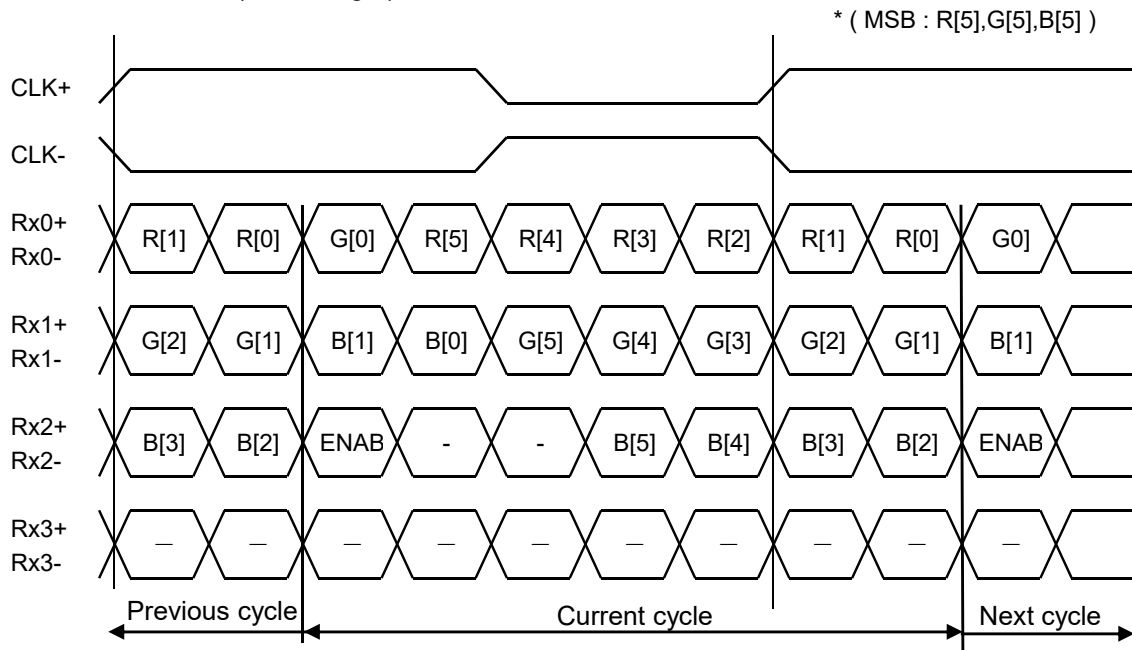 * ( MSB : R[5],G[5],B[5] )
CLK+
CLK-
Rx0+
Rx0-
R[1] R[0] G[0] R[5] R[4] R[3] R[2] R[1] R[0] G0]
Rx1+
Rx1-
G[2] G[1] B[1] B[0] G[5] G[4] G[3] G[2] G[1] B[1]
Rx2+
Rx2-
B[3] B[2] ENAB - - B[5] B[4] B[3] B[2] ENAB
Rx3+
Rx3-
– – – – – – – – – –
Previous cycle Current cycle Next cycle